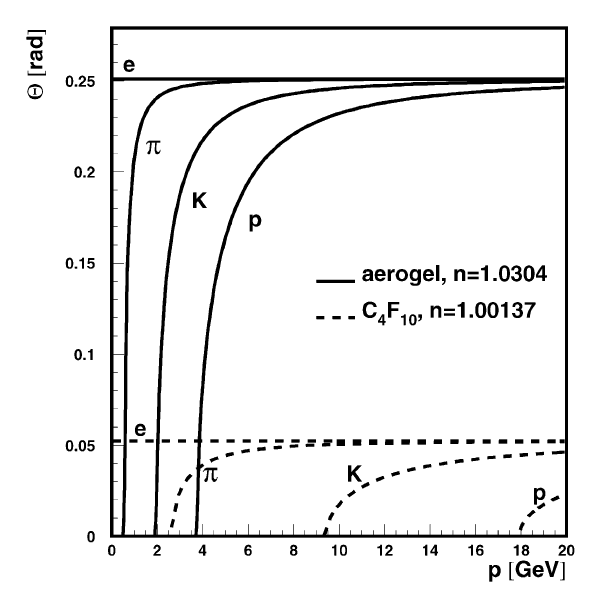 Θ [rad]
e
0.25
π
0.2
K
p
0.15
aerogel, n=1.0304
C₄F₁₀, n=1.00137
0.1
e
0.05
π
K
p
0
0 2 4 6 8 10 12 14 16 18 20
p [GeV]